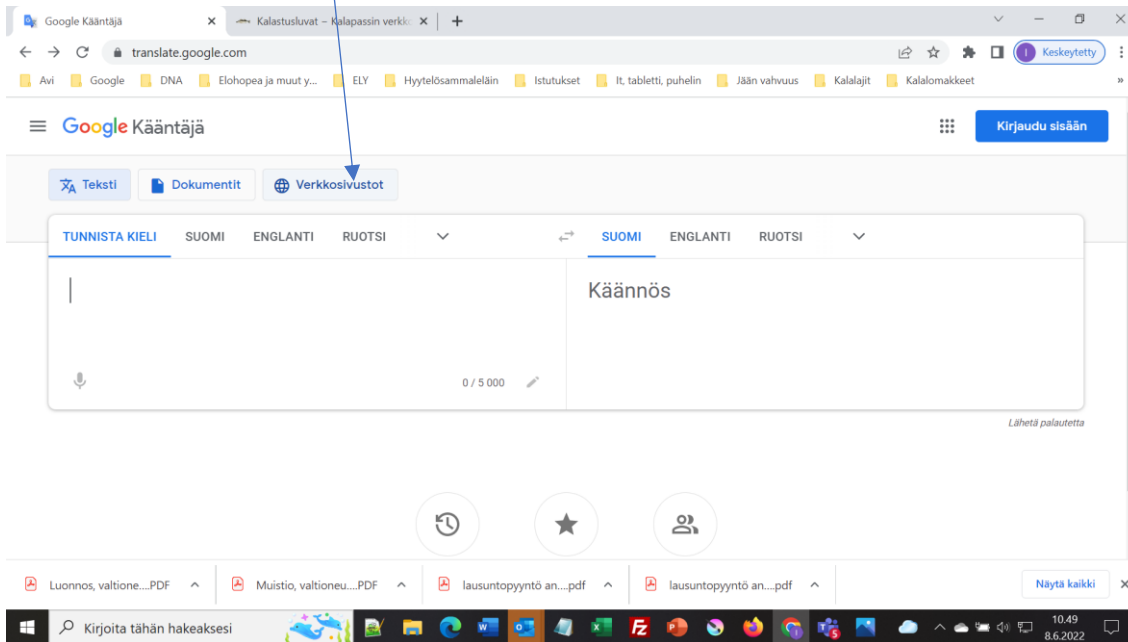 Google Kääntäjä
Kalastusluvat – Kalapassin verkko
translate.google.com
Keskeytetty
Avi Google DNA Elohopea ja muut y... ELY Hyytelösammaleläin Istutukset It, tabletti, puhelin Jään vahvuus Kalalajit Kalalomakkeet »
Google Kääntäjä
Kirjaudu sisään
Teksti Dokumentit Verkkosivustot
TUNNISTA KIELI SUOMI ENGLANTI RUOTSI SUOMI ENGLANTI RUOTSI
Käännös
0 / 5 000
Lähetä palautetta
Luonnos, valtione....PDF Muistio, valtioneu....PDF lausuntopyyntö an....pdf lausuntopyyntö an....pdf Näytä kaikki
Kirjoita tähän hakeaksesi
10.49
8.6.2022